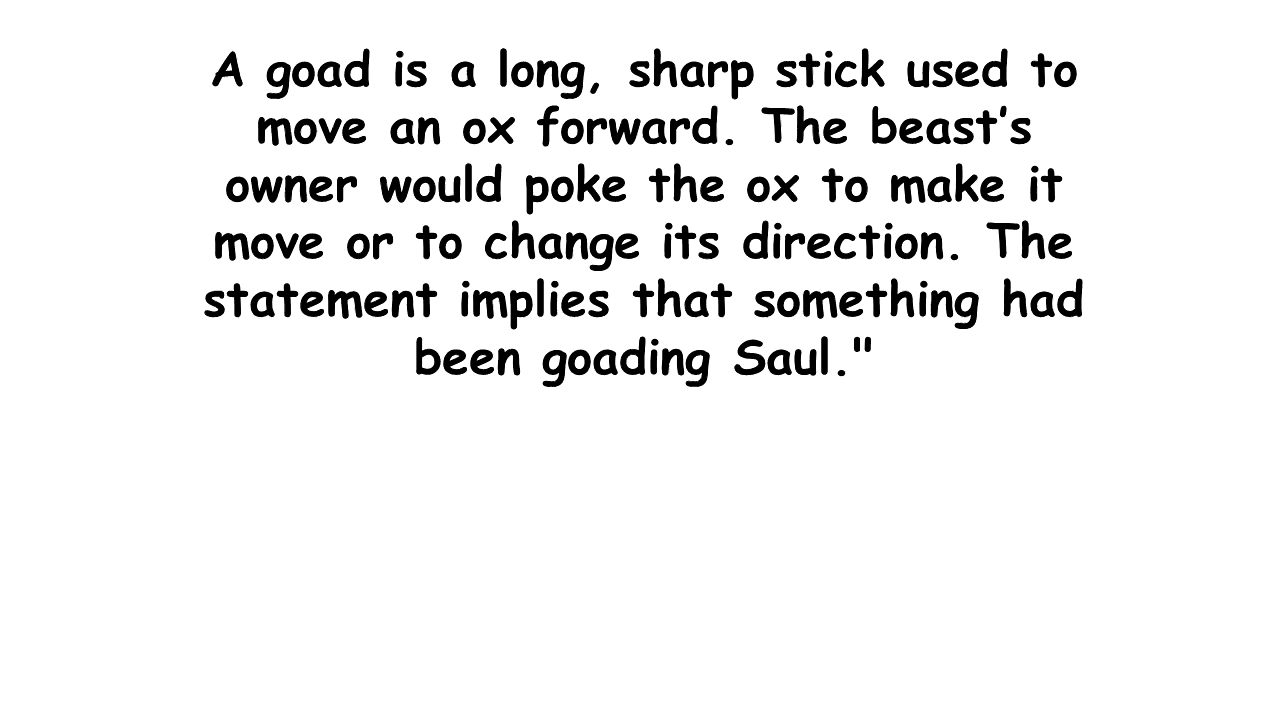 A goad is a long, sharp stick used to
move an ox forward. The beast’s
owner would poke the ox to make it
move or to change its direction. The
statement implies that something had
been goading Saul."